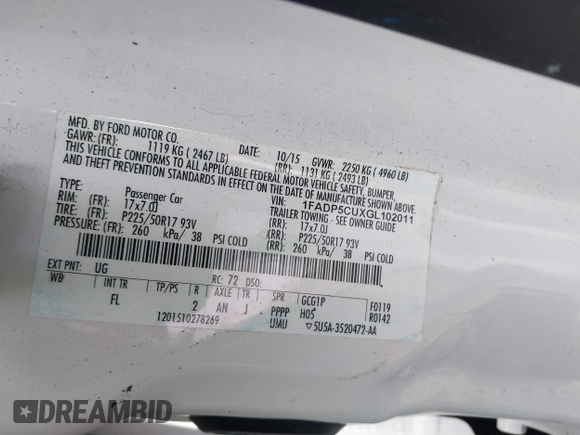 MFD. BY FORD MOTOR CO.
DATE: 10/15 GVWR: 2250 KG ( 4960 LB)
GAWR: (FR): 1119 KG ( 2467 LB) (RR): 1131 KG ( 2493 LB)
THIS VEHICLE CONFORMS TO ALL APPLICABLE FEDERAL MOTOR VEHICLE SAFETY, BUMPER,
AND THEFT PREVENTION STANDARDS IN EFFECT ON THE DATE OF MANUFACTURE SHOWN ABOVE.
VIN: 1FADP5CUXGL102011
TYPE: Passenger Car TRAILER TOWING - SEE OWNER GUIDE
RIM: (FR): 17x7.0J (RR): 17x7.0J
TIRE: (FR): P225/50R17 93V (RR): P225/50R17 93V
PRESSURE: (FR): 260 kPa/ 38 PSI COLD (RR): 260 kPa/ 38 PSI COLD
EXT PNT: UG RC: 72 DSO:
WB INT TR TP/PS R AXLE TR SPR GCG1P F0119
FL 2 AN J PPPP H05 R0142
1201510278269 UMU ▽5U5A-3520472-AA
DREAMBID